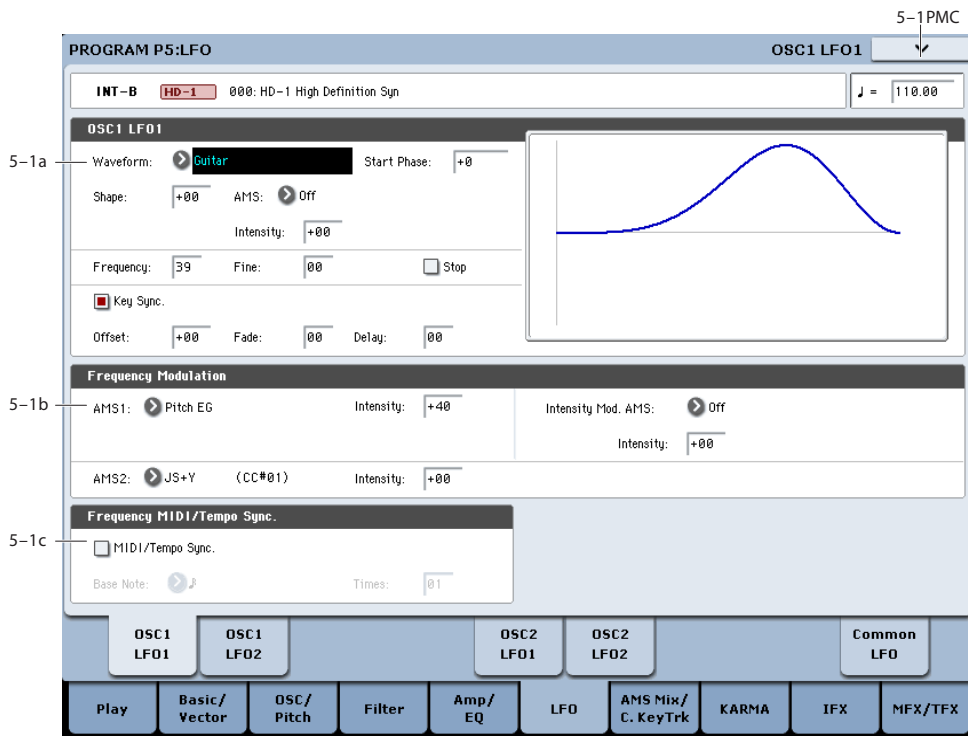 5–1PMC
PROGRAM P5:LFO OSC1 LFO1
INT–B HD–1 000: HD–1 High Definition Syn ♩ = 110.00
OSC1 LFO1
5–1a Waveform: Guitar Start Phase: +0
Shape: +00 AMS: Off
Intensity: +00
Frequency: 39 Fine: 00 Stop
Key Sync.
Offset: +00 Fade: 00 Delay: 00
Frequency Modulation
5–1b AMS1: Pitch EG Intensity: +40 Intensity Mod. AMS: Off
Intensity: +00
AMS2: JS+Y (CC#01) Intensity: +00
Frequency MIDI/Tempo Sync.
5–1c MIDI/Tempo Sync.
Base Note: ♪ Times: 01
OSC1 OSC1 OSC2 OSC2 Common
LFO1 LFO2 LFO1 LFO2 LFO
Play Basic/ OSC/ Filter Amp/ LFO AMS Mix/ KARMA IFX MFX/TFX
Vector Pitch EQ C. KeyTrk